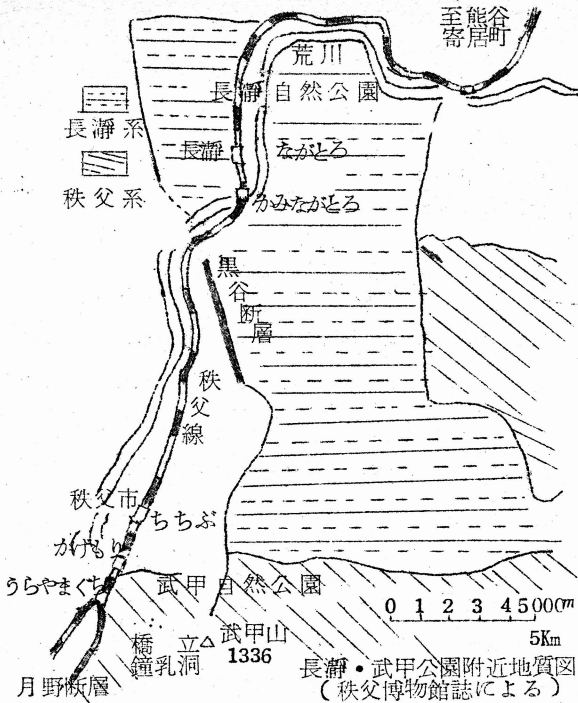 至熊谷
寄居町
荒川
長瀞自然公園
長瀞系
長瀞
ながとろ
秩父系
かみながとろ
黒谷断層
秩父線
秩父市
ちちぶ
かげもり
うらやまぐち
武甲自然公園
0 1 2 3 4 5000m
5Km
橋立
鐘乳洞
武甲山
1336
月野断層
長瀞・武甲公園附近地質図
(秩父博物館誌による)